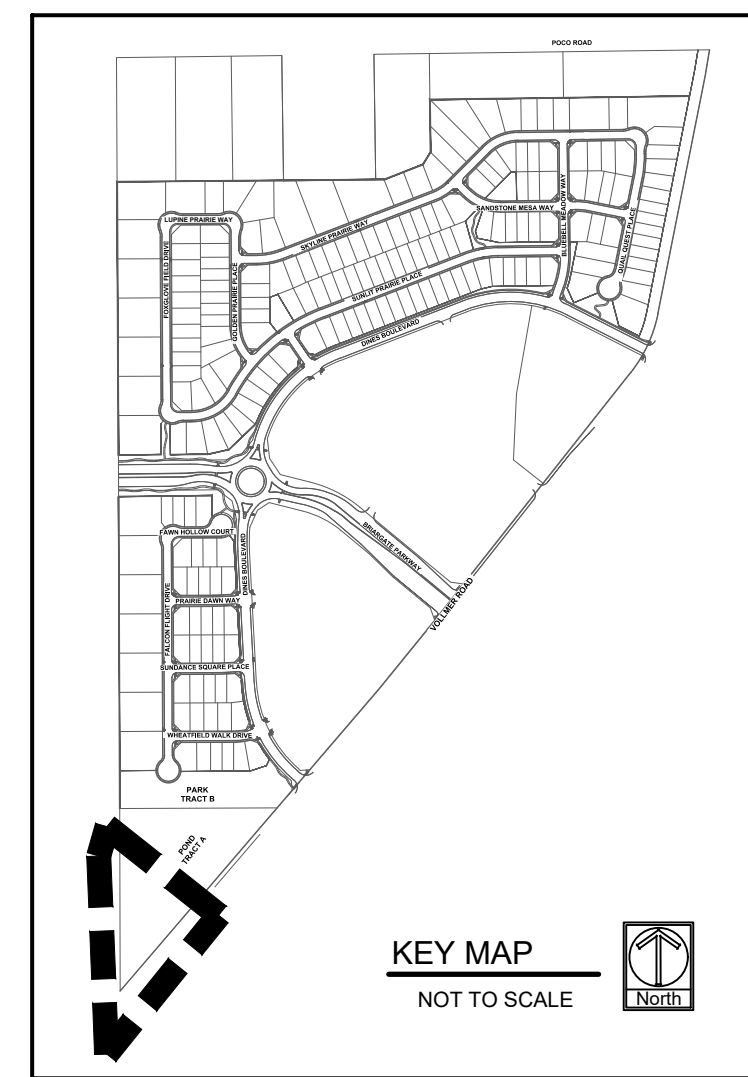 POCO ROAD
LUPINE PRAIRIE WAY
SKYLINE PRAIRIE WAY
SANDSTONE MESA WAY
BLUEBELL MEADOW WAY
QUAIL QUEST PLACE
FOXGLOVE FIELD DRIVE
GOLDEN PRAIRIE PLACE
SUNLIT PRAIRIE PLACE
DINES BOULEVARD
BRIARGATE PARKWAY
VOLLMER ROAD
FAWN HOLLOW COURT
DINES BOULEVARD
FALCON FLIGHT DRIVE
PRAIRIE DAWN WAY
SUNDANCE SQUARE PLACE
WHEATFIELD WALK DRIVE
PARK
TRACT B
POND
TRACT A
KEY MAP
NOT TO SCALE
North